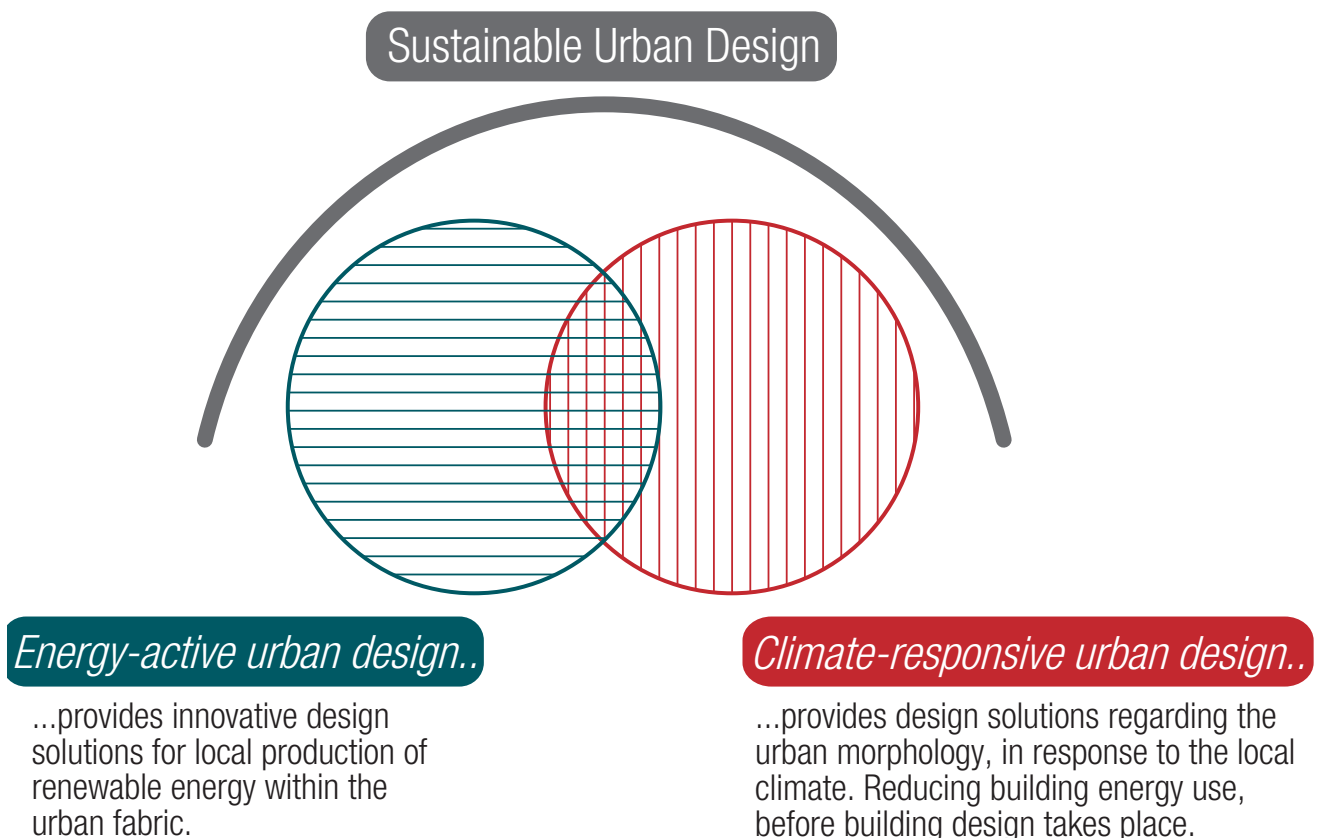 Sustainable Urban Design
Energy-active urban design..
...provides innovative design
solutions for local production of
renewable energy within the
urban fabric.
Climate-responsive urban design..
...provides design solutions regarding the
urban morphology, in response to the local
climate. Reducing building energy use,
before building design takes place.